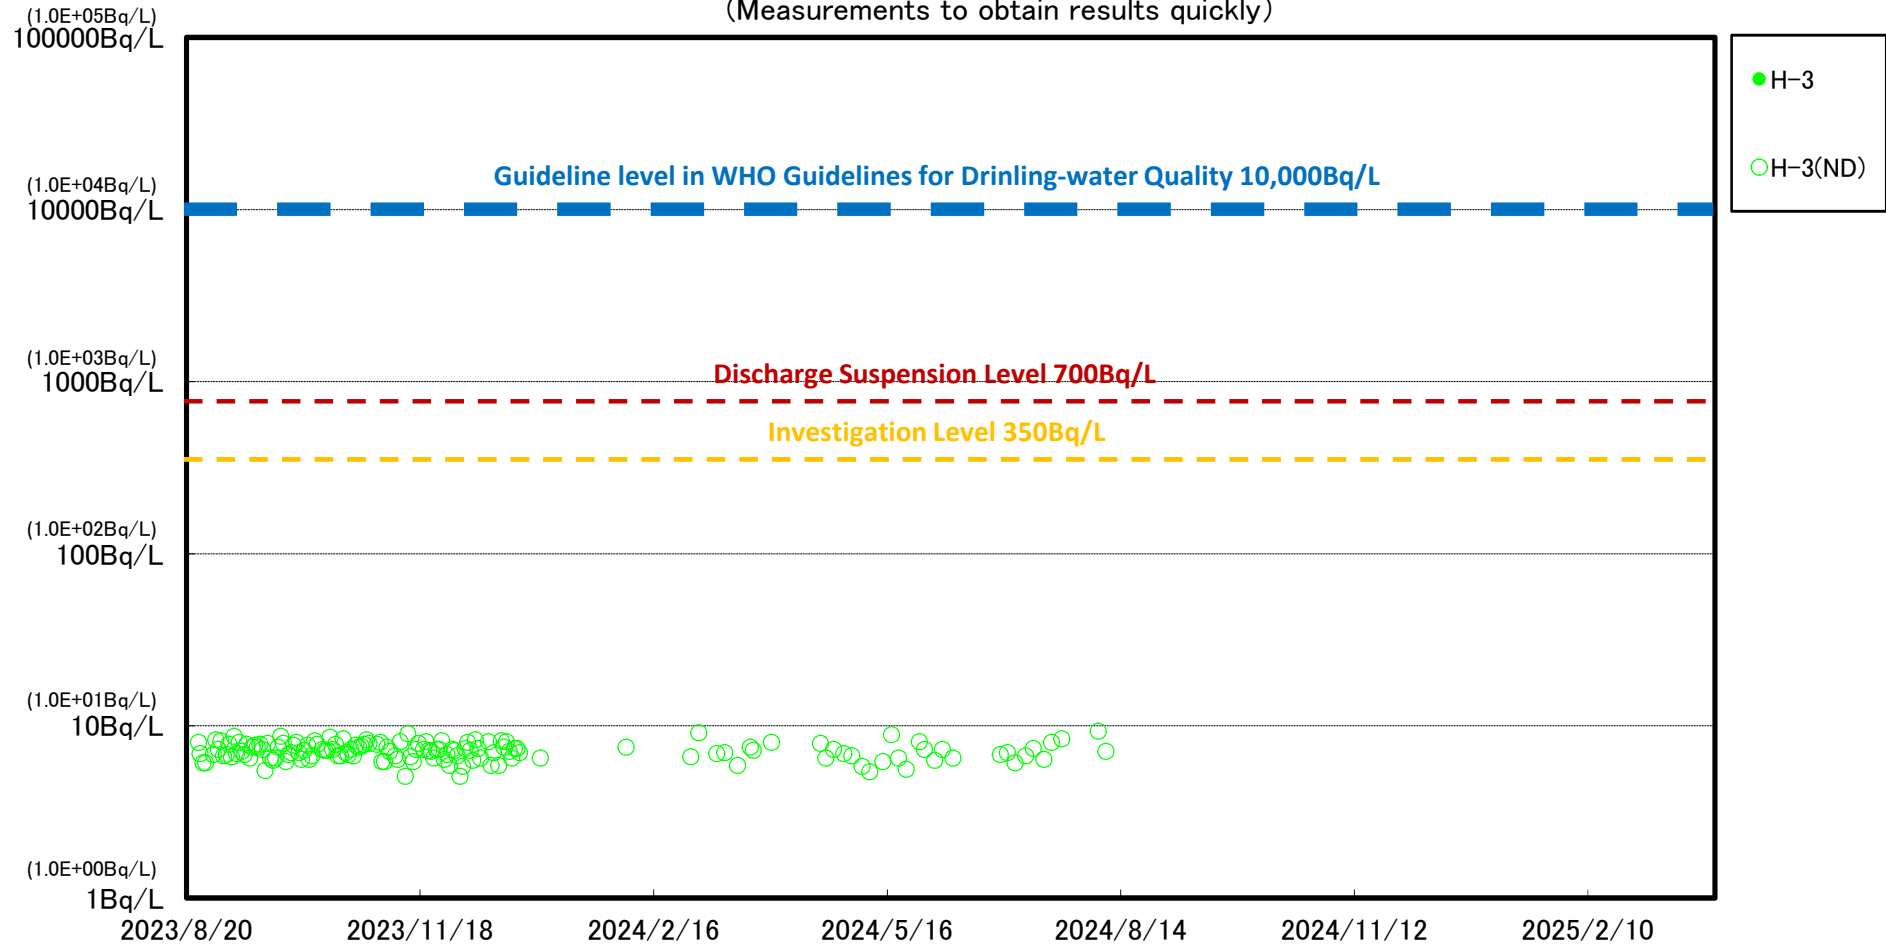 (Measurements to obtain results quickly)
(1.0E+05Bq/L)
100000Bq/L
H-3
H-3(ND)
Guideline level in WHO Guidelines for Drinling-water Quality 10,000Bq/L
(1.0E+04Bq/L)
10000Bq/L
(1.0E+03Bq/L)
1000Bq/L
Discharge Suspension Level 700Bq/L
Investigation Level 350Bq/L
(1.0E+02Bq/L)
100Bq/L
(1.0E+01Bq/L)
10Bq/L
(1.0E+00Bq/L)
1Bq/L
2023/8/20 2023/11/18 2024/2/16 2024/5/16 2024/8/14 2024/11/12 2025/2/10